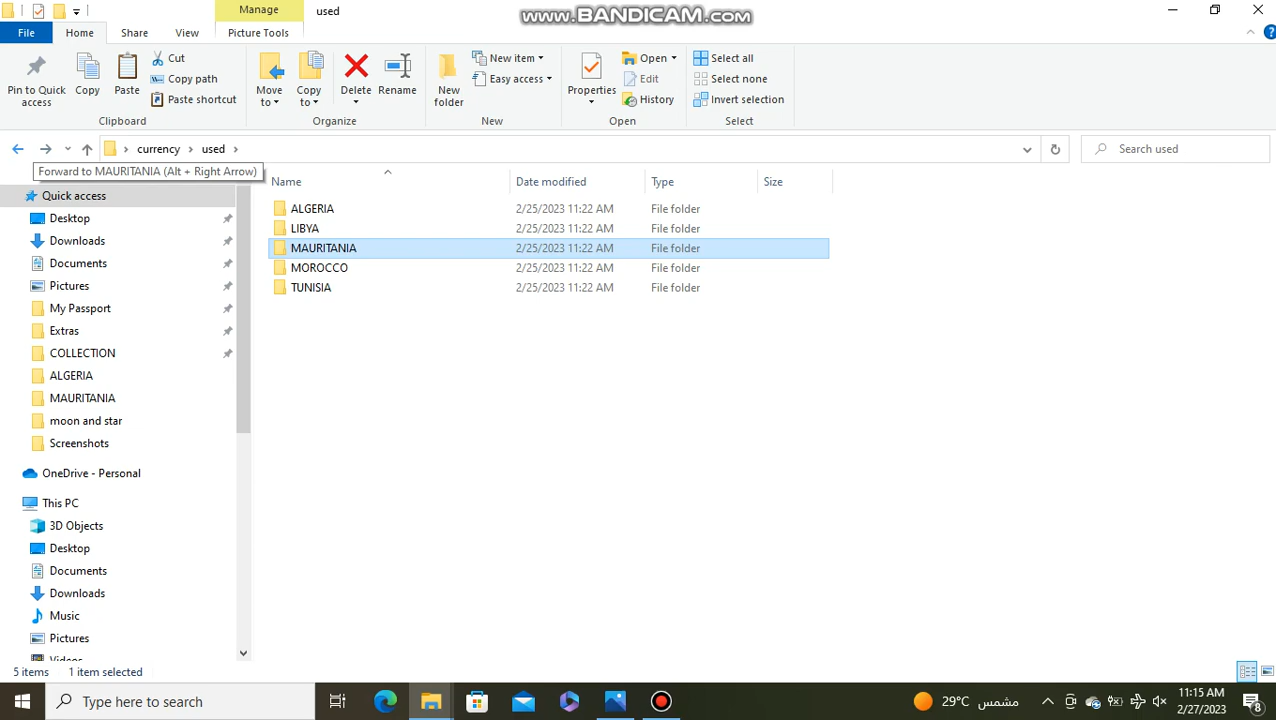 Manage
used
www.BANDICAM.com
File
Home
Share
View
Picture Tools
Pin to Quick access
Copy
Paste
Cut
Copy path
Paste shortcut
Clipboard
Move to
Copy to
Delete
Rename
Organize
New folder
New item
Easy access
New
Properties
Open
Edit
History
Open
Select all
Select none
Invert selection
Select
currency
used
Search used
Forward to MAURITANIA (Alt + Right Arrow)
Name
Date modified
Type
Size
ALGERIA 2/25/2023 11:22 AM File folder
LIBYA 2/25/2023 11:22 AM File folder
MAURITANIA 2/25/2023 11:22 AM File folder
MOROCCO 2/25/2023 11:22 AM File folder
TUNISIA 2/25/2023 11:22 AM File folder
Quick access
Desktop
Downloads
Documents
Pictures
My Passport
Extras
COLLECTION
ALGERIA
MAURITANIA
moon and star
Screenshots
OneDrive - Personal
This PC
3D Objects
Desktop
Documents
Downloads
Music
Pictures
Videos
5 items 1 item selected
Type here to search
29°C مشمس
11:15 AM
2/27/2023
8